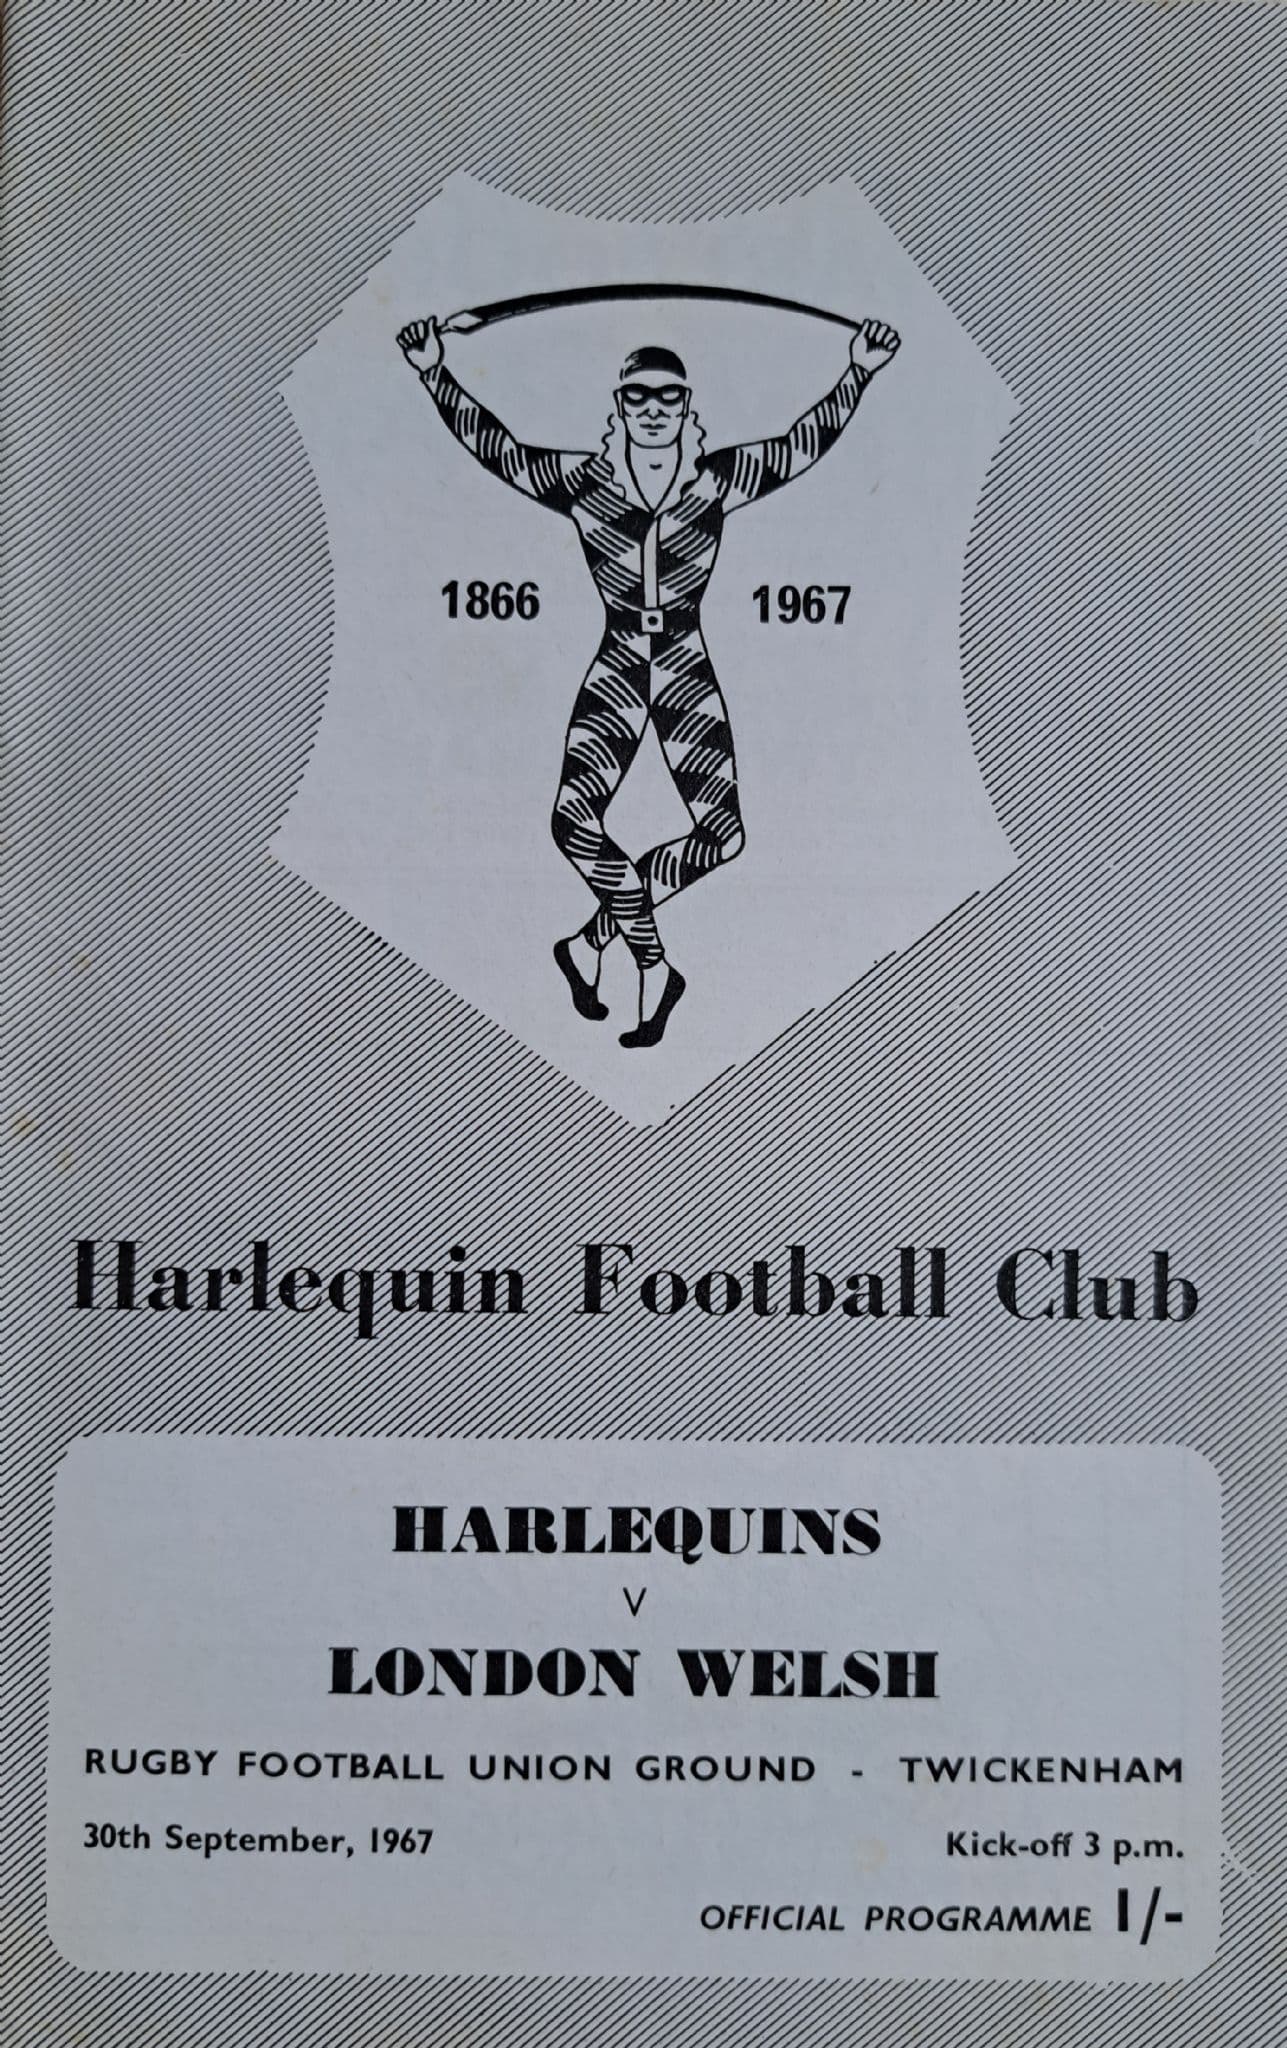 1866 1967
Harlequin Football Club
HARLEQUINS
V
LONDON WELSH
RUGBY FOOTBALL UNION GROUND - TWICKENHAM
30th September, 1967 Kick-off 3 p.m.
OFFICIAL PROGRAMME 1/-